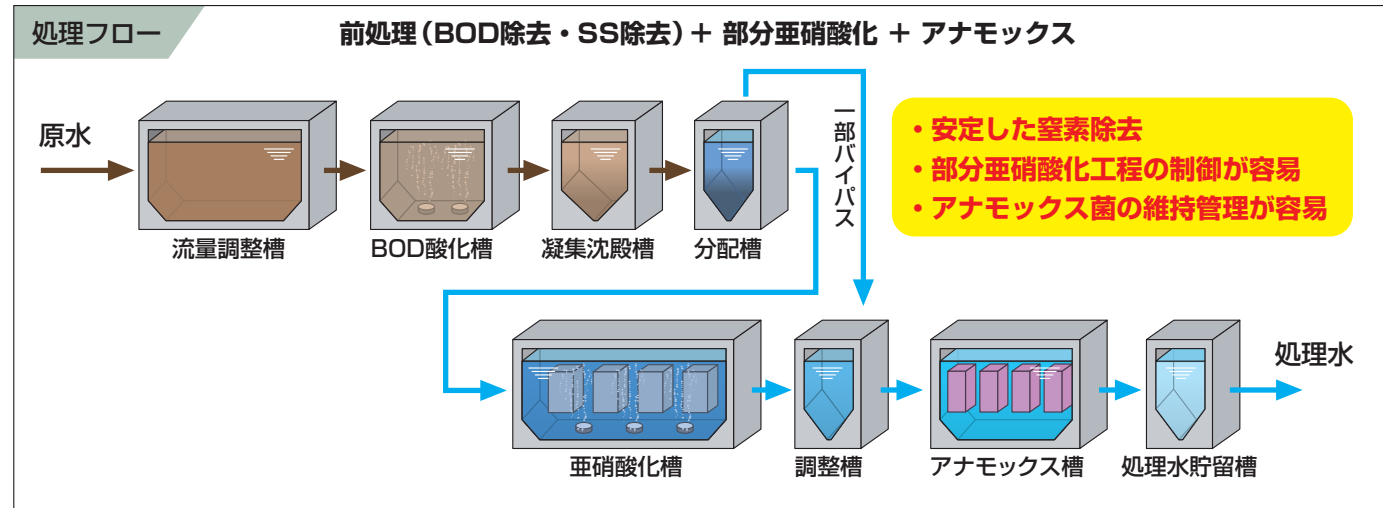 処理フロー
前処理(BOD除去・SS除去)+ 部分亜硝酸化 + アナモックス
原水
流量調整槽
BOD酸化槽
凝集沈殿槽
分配槽
一部バイパス
・安定した窒素除去
・部分亜硝酸化工程の制御が容易
・アナモックス菌の維持管理が容易
亜硝酸化槽
調整槽
アナモックス槽
処理水貯留槽
処理水